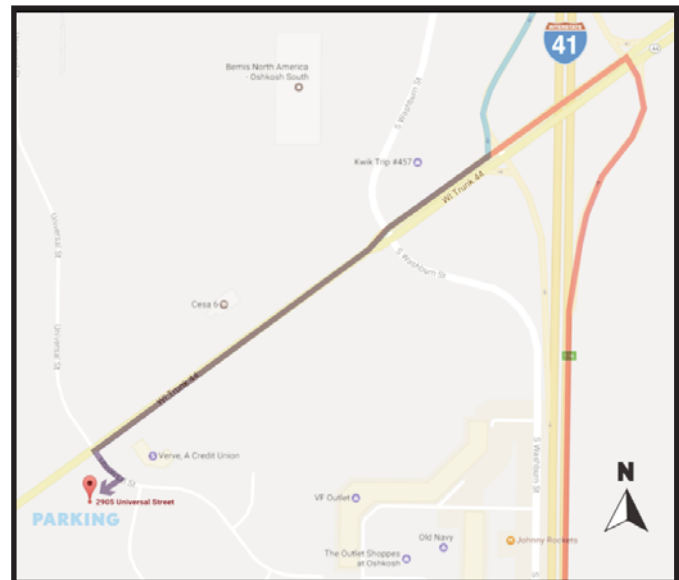 41
44
Bemis North America
- Oshkosh South
S Washburn St
Kwik Trip #457
WI Trunk 44
Universal St
S Washburn St
Cesa 6
Universal St
WI Trunk 44
Verve, A Credit Union
St
2905 Universal Street
PARKING
VF Outlet
S Washburn St
N
Old Navy
Johnny Rockets
The Outlet Shoppes
at Oshkosh
S